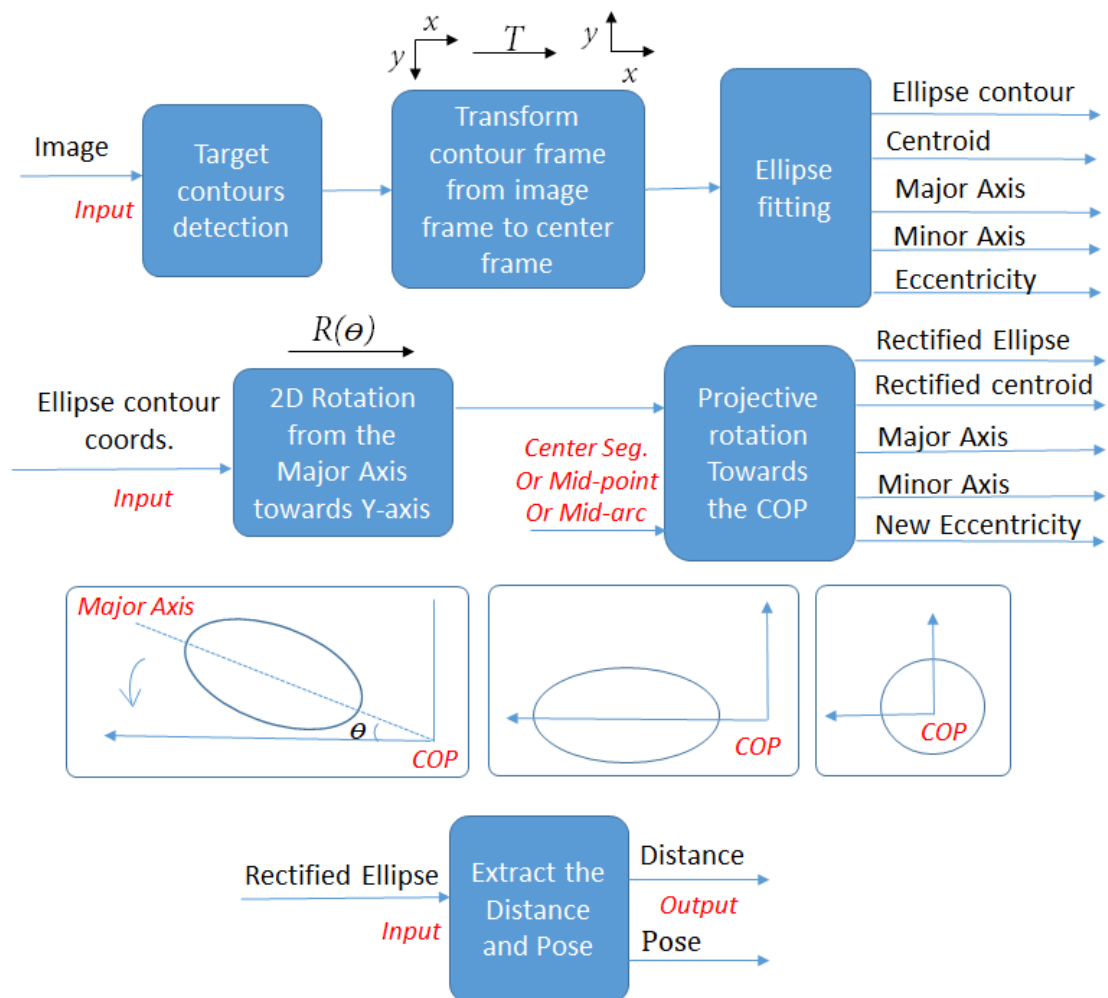 x
y
T
y
x
Image
Input
Target
contours
detection
Transform
contour frame
from image
frame to center
frame
Ellipse
fitting
Ellipse contour
Centroid
Major Axis
Minor Axis
Eccentricity
R(ɵ)
Ellipse contour
coords.
Input
2D Rotation
from the
Major Axis
towards Y-axis
Center Seg.
Or Mid-point
Or Mid-arc
Projective
rotation
Towards
the COP
Rectified Ellipse
Rectified centroid
Major Axis
Minor Axis
New Eccentricity
Major Axis
ɵ
COP
COP
COP
Rectified Ellipse
Input
Extract the
Distance
and Pose
Distance
Output
Pose